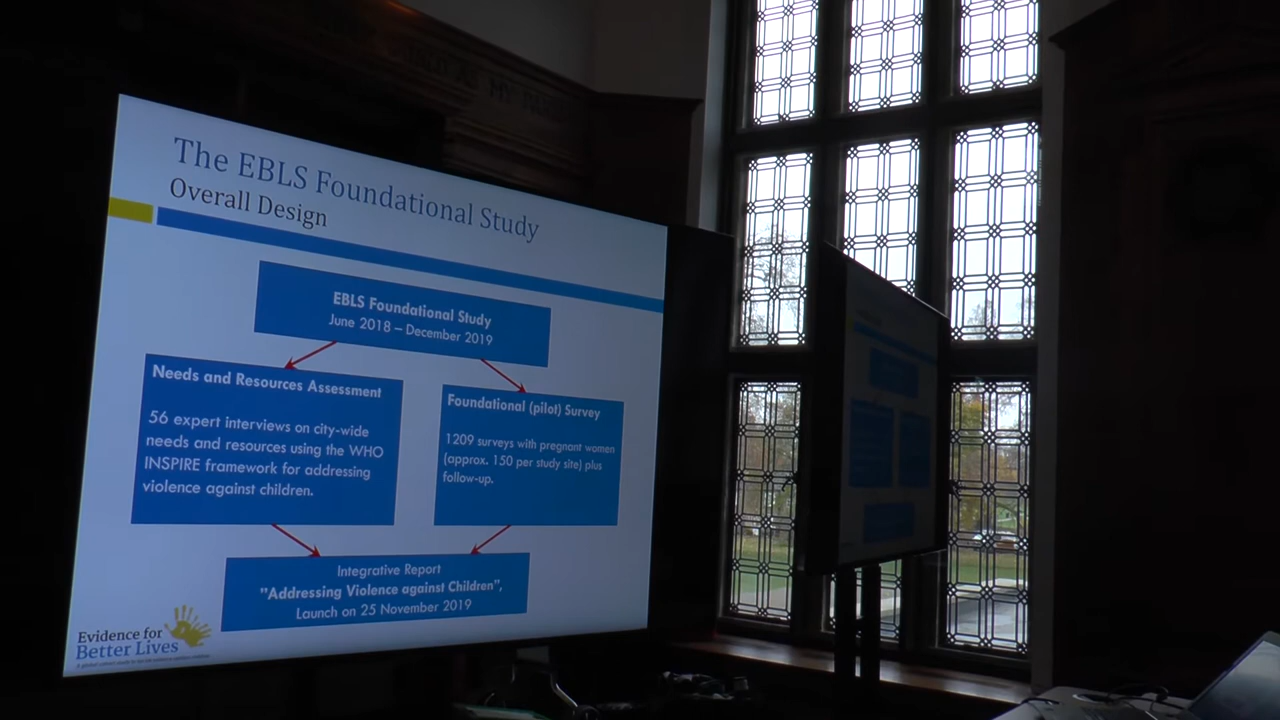 The EBLS Foundational Study
Overall Design
EBLS Foundational Study
June 2018 – December 2019
Needs and Resources Assessment
56 expert interviews on city-wide
needs and resources using the WHO
INSPIRE framework for addressing
violence against children.
Foundational (pilot) Survey
1209 surveys with pregnant women
(approx. 150 per study site) plus
follow-up.
Integrative Report
"Addressing Violence against Children",
Launch on 25 November 2019
Evidence for
Better Lives